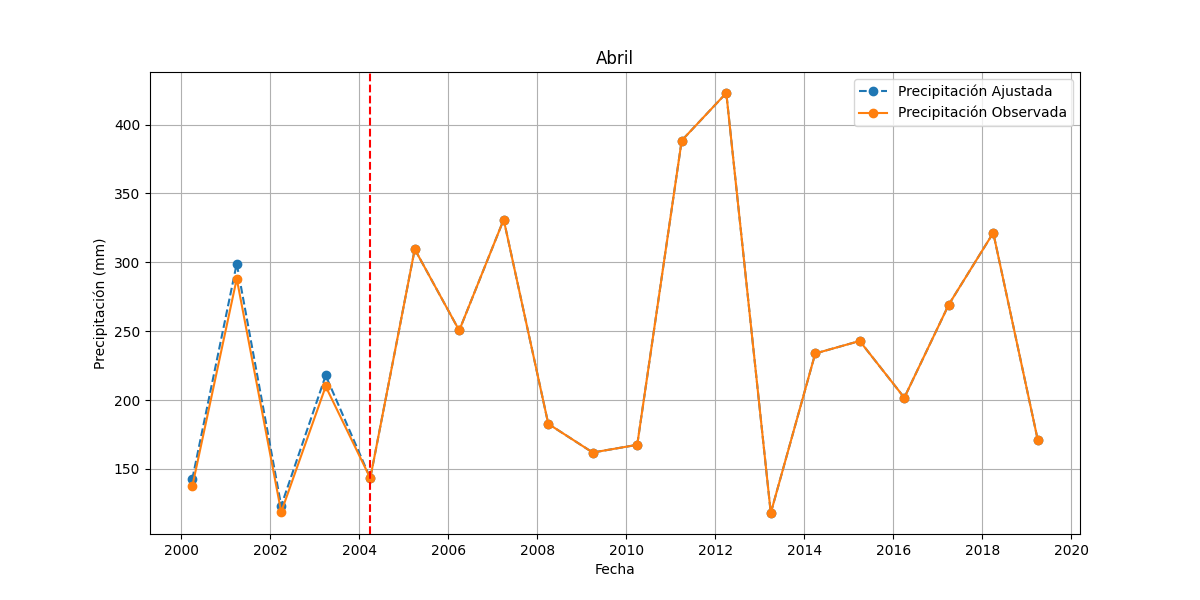 Abril
Precipitación Ajustada
Precipitación Observada
Precipitación (mm)
400
350
300
250
200
150
2000 2002 2004 2006 2008 2010 2012 2014 2016 2018 2020
Fecha